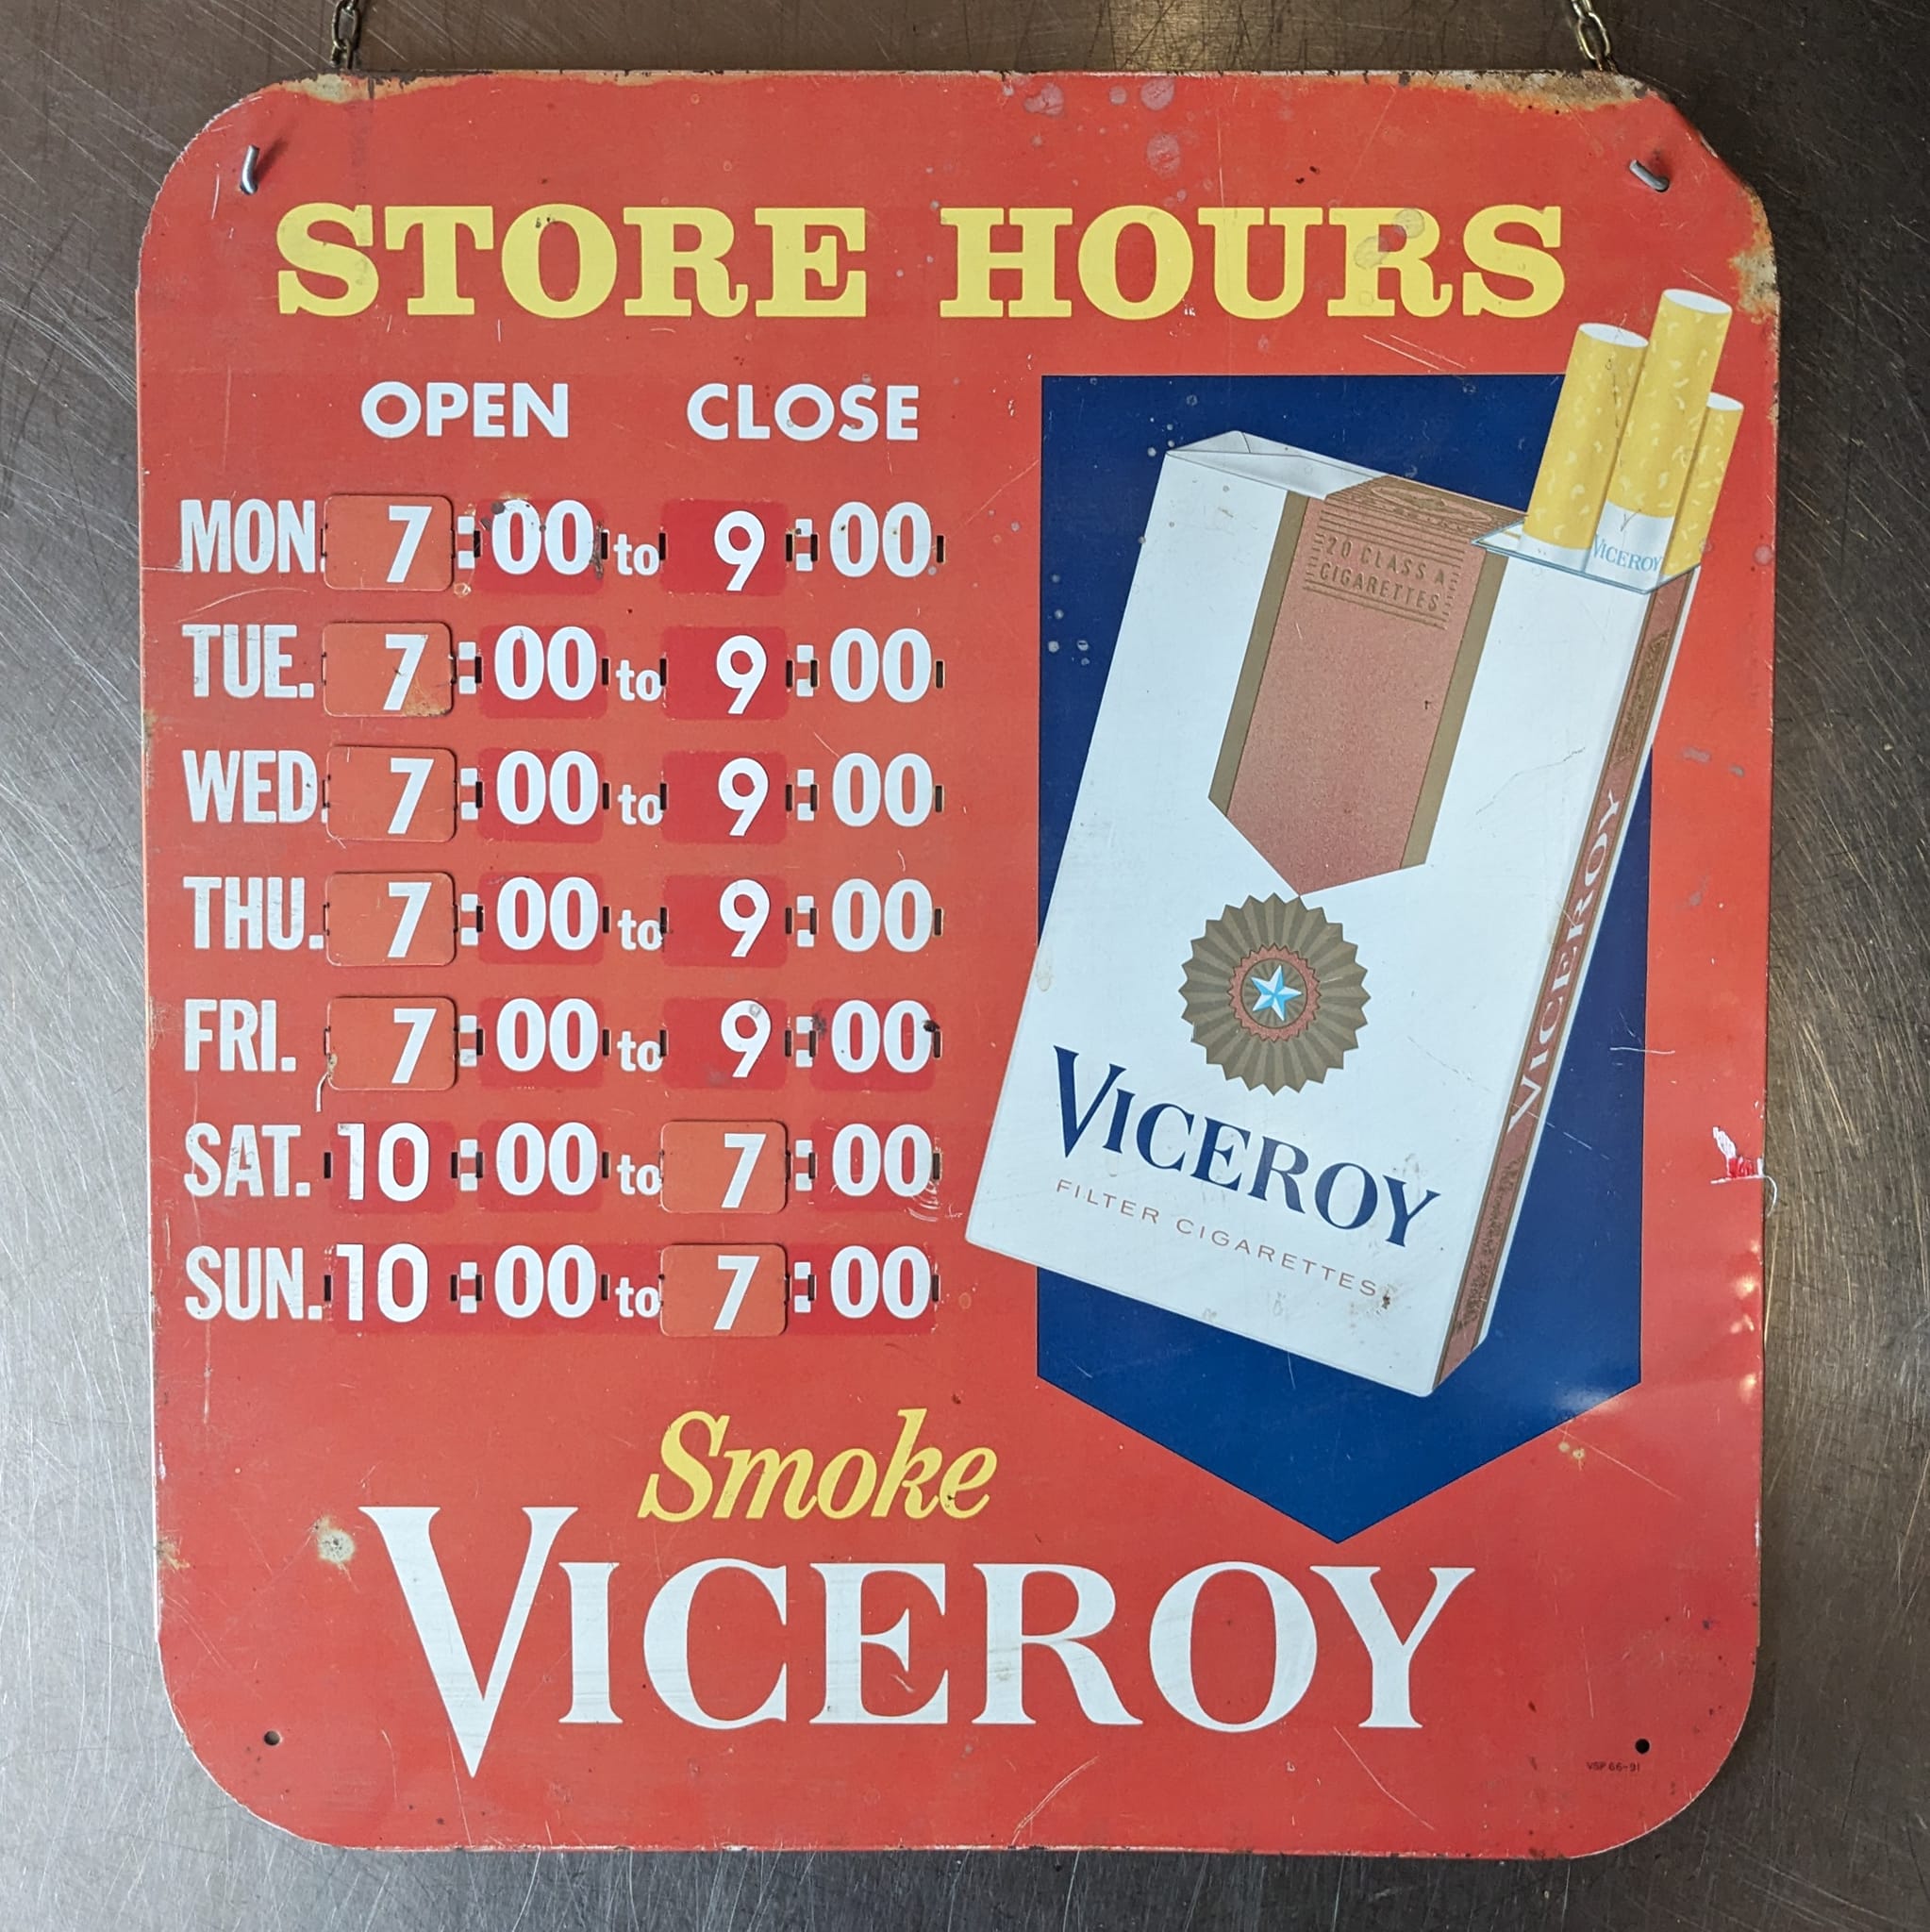 STORE HOURS
OPEN CLOSE
MON. 7:00 to 9:00
TUE. 7:00 to 9:00
WED. 7:00 to 9:00
THU. 7:00 to 9:00
FRI. 7:00 to 9:00
SAT. 10:00 to 7:00
SUN. 10:00 to 7:00
VICEROY
20 CLASS A
CIGARETTES
VICEROY
VICEROY
FILTER CIGARETTES
Smoke
VICEROY
VSP 66-91